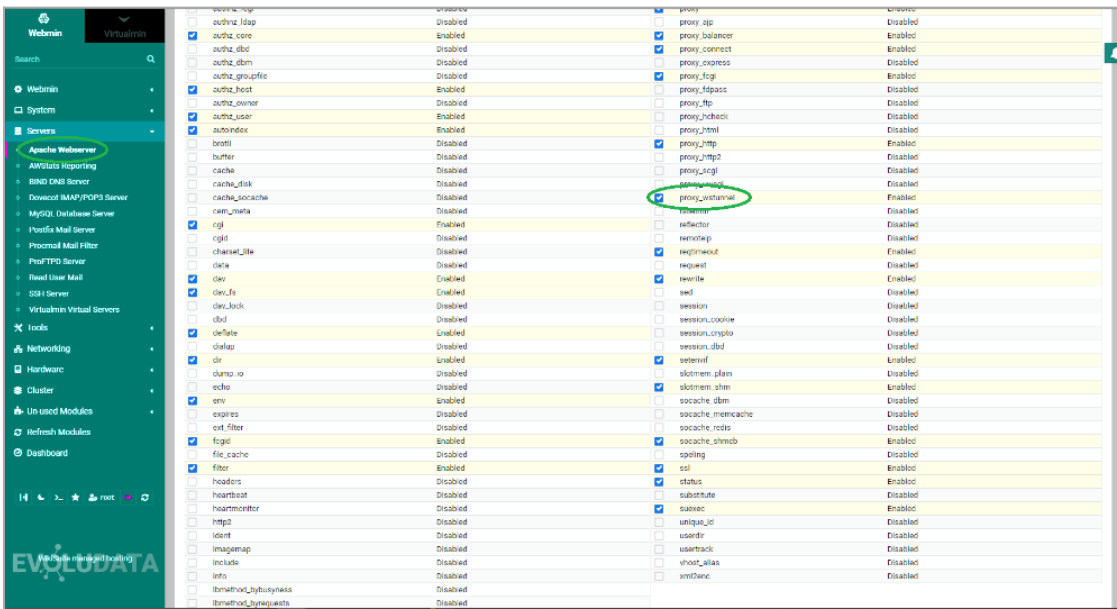 Webmin
Virtualmin
Search
Webmin
System
Servers
Apache Webserver
AWStats Reporting
BIND DNS Server
Dovecot IMAP/POP3 Server
MySQL Database Server
Postfix Mail Server
Procmail Mail Filter
ProFTPD Server
Read User Mail
SSH Server
Virtualmin Virtual Servers
Tools
Networking
Hardware
Cluster
Un-used Modules
Refresh Modules
Dashboard
root
managed hosting
EVOLUDATA
authnz_fcgi Disabled
authnz_ldap Disabled
authz_core Enabled
authz_dbd Disabled
authz_dbm Disabled
authz_groupfile Disabled
authz_host Enabled
authz_owner Disabled
authz_user Enabled
autoindex Enabled
brotli Disabled
buffer Disabled
cache Disabled
cache_disk Disabled
cache_socache Disabled
cern_meta Disabled
cgi Enabled
cgid Disabled
charset_lite Disabled
data Disabled
dav Enabled
dav_fs Enabled
dav_lock Disabled
dbd Disabled
deflate Enabled
dialup Disabled
dir Enabled
dump_io Disabled
echo Disabled
env Enabled
expires Disabled
ext_filter Disabled
fcgid Enabled
file_cache Disabled
filter Enabled
headers Disabled
heartbeat Disabled
heartmonitor Disabled
http2 Disabled
ident Disabled
imagemap Disabled
include Disabled
info Disabled
lbmethod_bybusyness Disabled
lbmethod_byrequests Disabled
proxy Enabled
proxy_ajp Disabled
proxy_balancer Enabled
proxy_connect Enabled
proxy_express Disabled
proxy_fcgi Enabled
proxy_fdpass Disabled
proxy_ftp Disabled
proxy_hcheck Disabled
proxy_html Disabled
proxy_http Enabled
proxy_http2 Disabled
proxy_scgi Disabled
proxy_uwsgi Disabled
proxy_wstunnel Enabled
Disabled
reflector Disabled
remoteip Disabled
reqtimeout Enabled
request Disabled
rewrite Enabled
sed Disabled
session Disabled
session_cookie Disabled
session_crypto Disabled
session_dbd Disabled
setenvif Enabled
slotmem_plain Disabled
slotmem_shm Enabled
socache_dbm Disabled
socache_memcache Disabled
socache_redis Disabled
socache_shmcb Enabled
speling Disabled
ssl Enabled
status Enabled
substitute Disabled
suexec Enabled
unique_id Disabled
userdir Disabled
usertrack Disabled
vhost_alias Disabled
xml2enc Disabled